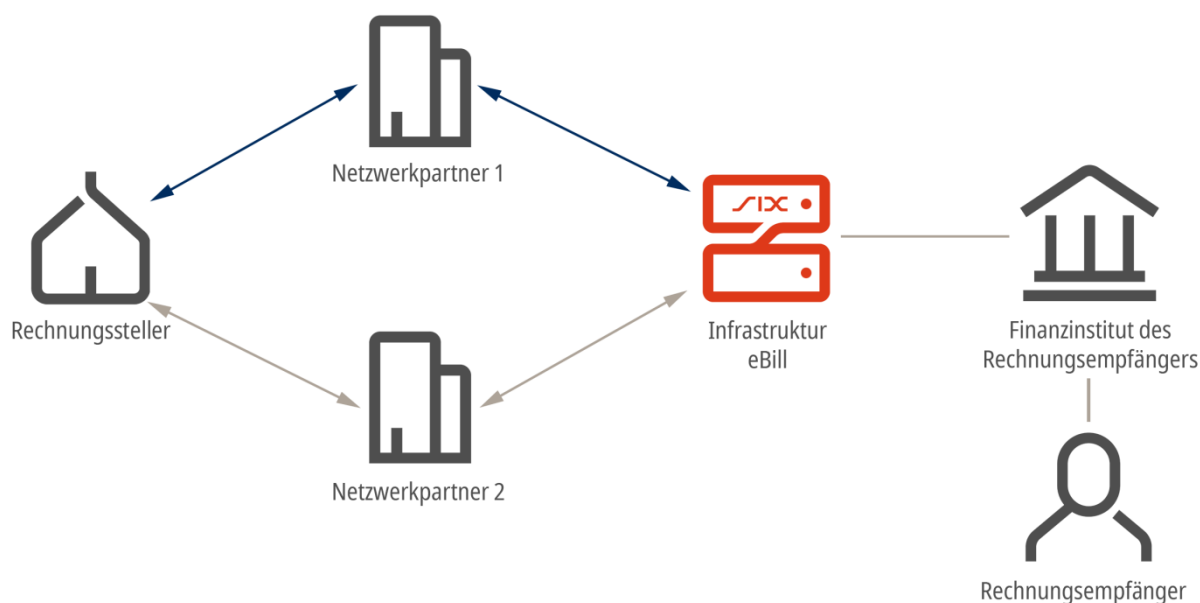 Netzwerkpartner 1
SIX
Rechnungssteller
Infrastruktur
eBill
Finanzinstitut des
Rechnungsempfängers
Netzwerkpartner 2
Rechnungsempfänger